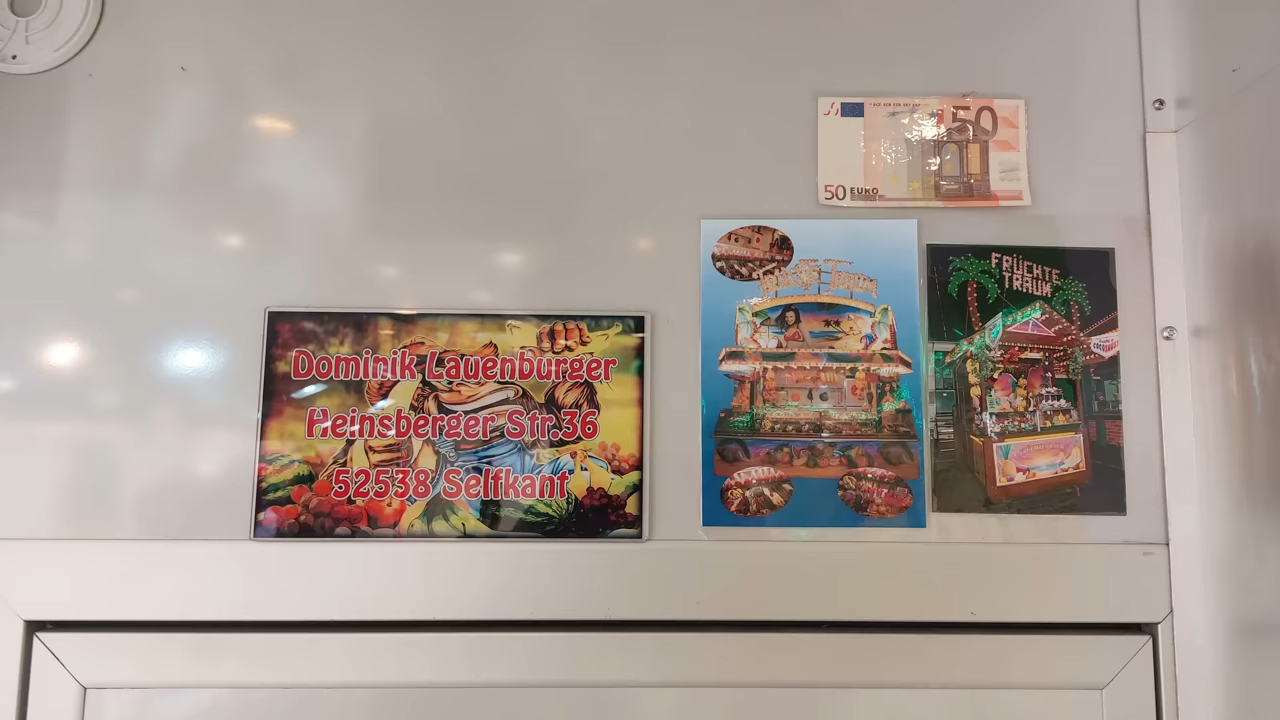 50
50 EURO
Dominik Lauenburger
Heinsberger Str.36
52538 Selfkant
FRÜCHTE
TRAUM